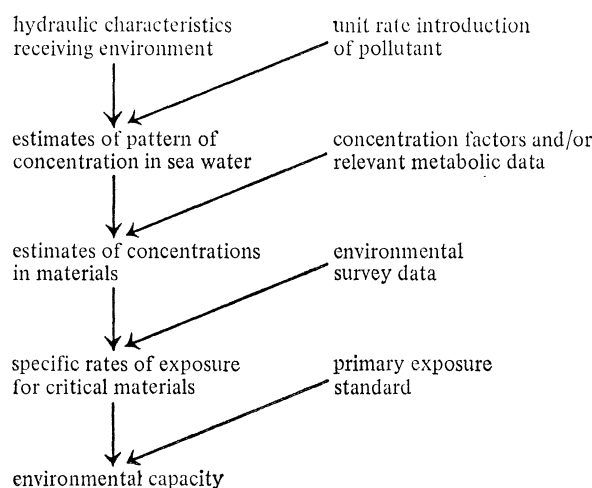 hydraulic characteristics
receiving environment
unit rate introduction
of pollutant
estimates of pattern of
concentration in sea water
concentration factors and/or
relevant metabolic data
estimates of concentrations
in materials
environmental
survey data
specific rates of exposure
for critical materials
primary exposure
standard
environmental capacity